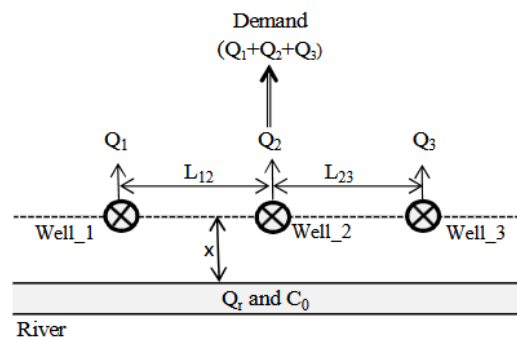 Demand
(Q1+Q2+Q3)
Q1
Q2
Q3
L12
L23
Well_1
Well_2
Well_3
x
Qr and C0
River